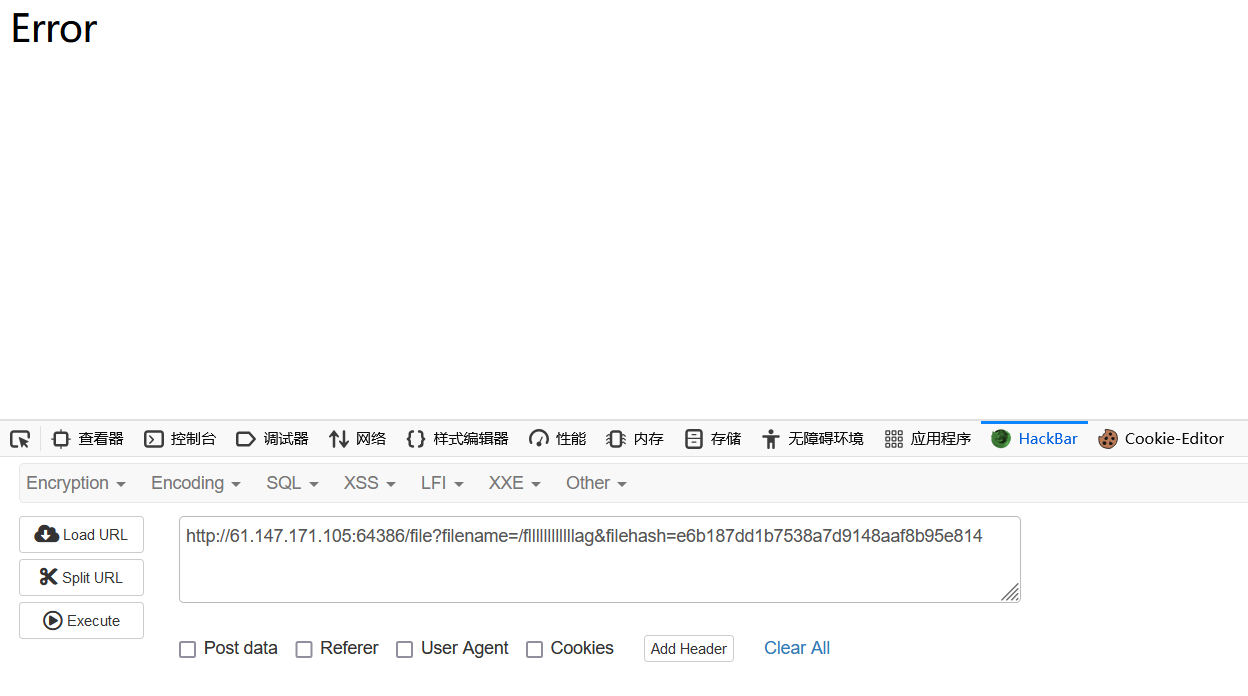 Error
查看器 控制台 调试器 网络 样式编辑器 性能 内存 存储 无障碍环境 应用程序 HackBar Cookie-Editor
Encryption Encoding SQL XSS LFI XXE Other
Load URL
Split URL
Execute
http://61.147.171.105:64386/file?filename=/fllllllllllllag&filehash=e6b187dd1b7538a7d9148aaf8b95e814
Post data Referer User Agent Cookies Add Header Clear All